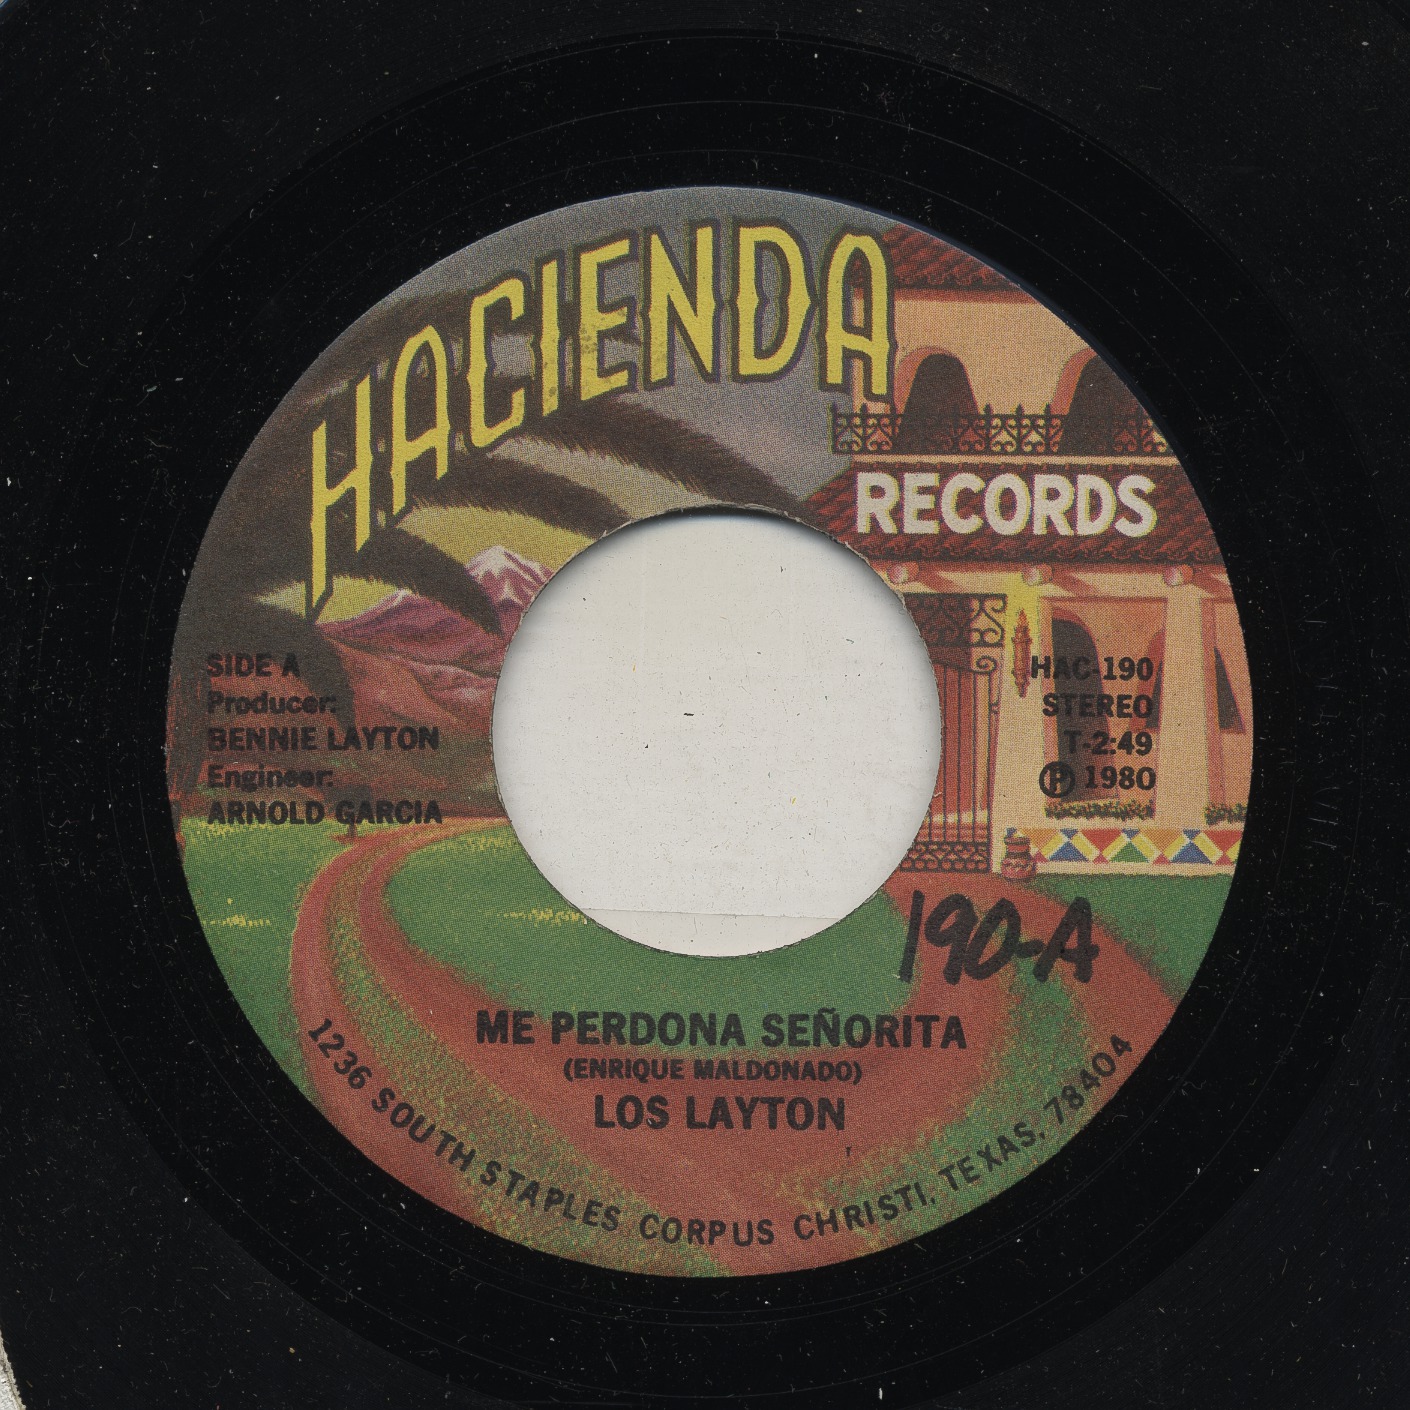 HACIENDA
RECORDS
SIDE A
Producer:
BENNIE LAYTON
Engineer:
ARNOLD GARCIA
HAC-190
STEREO
T-2:49
Ⓟ 1980
190-A
ME PERDONA SEÑORITA
(ENRIQUE MALDONADO)
LOS LAYTON
1236 SOUTH STAPLES CORPUS CHRISTI, TEXAS, 78404